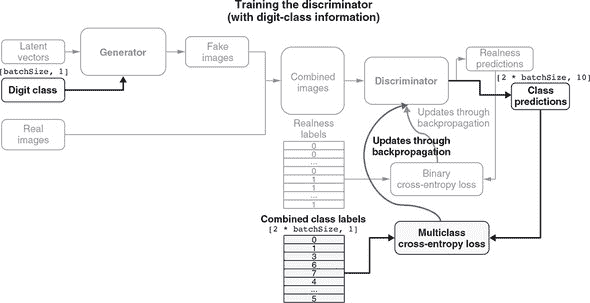 Training the discriminator
(with digit-class information)
Latent
vectors
Generator
Fake
images
[batchSize, 1]
Digit class
Real
images
Combined
images
Discriminator
Realness
predictions
[2 * batchSize, 10]
Class
predictions
Updates through
backpropagation
Updates through
backpropagation
Realness
labels
0
0
...
0
1
1
...
1
Binary
cross-entropy loss
Combined class labels
[2 * batchSize, 1]
0
1
3
6
7
4
...
5
Multiclass
cross-entropy loss